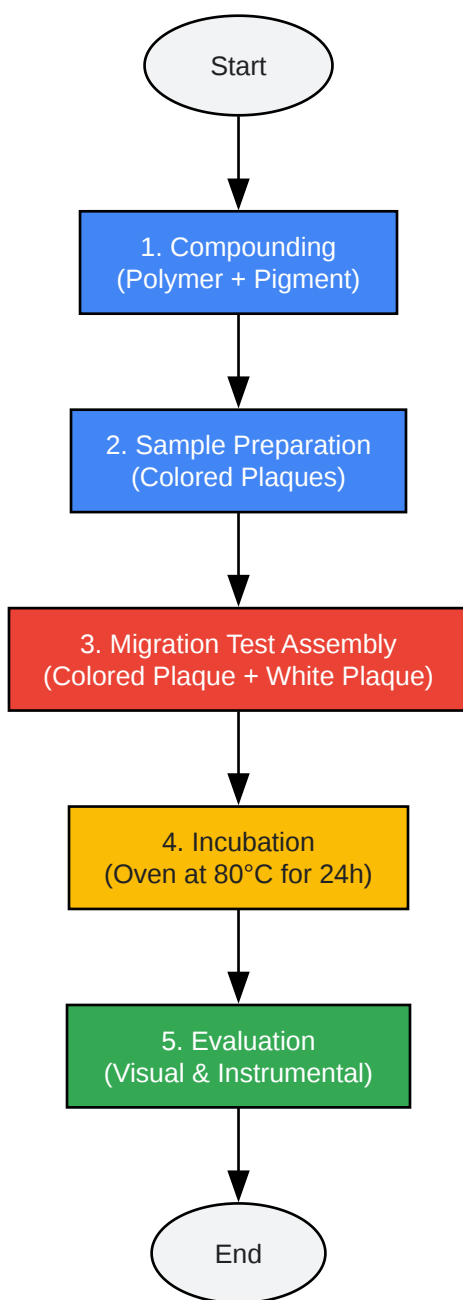 Start
1. Compounding
(Polymer + Pigment)
2. Sample Preparation
(Colored Plaques)
3. Migration Test Assembly
(Colored Plaque + White Plaque)
4. Incubation
(Oven at 80°C for 24h)
5. Evaluation
(Visual & Instrumental)
End